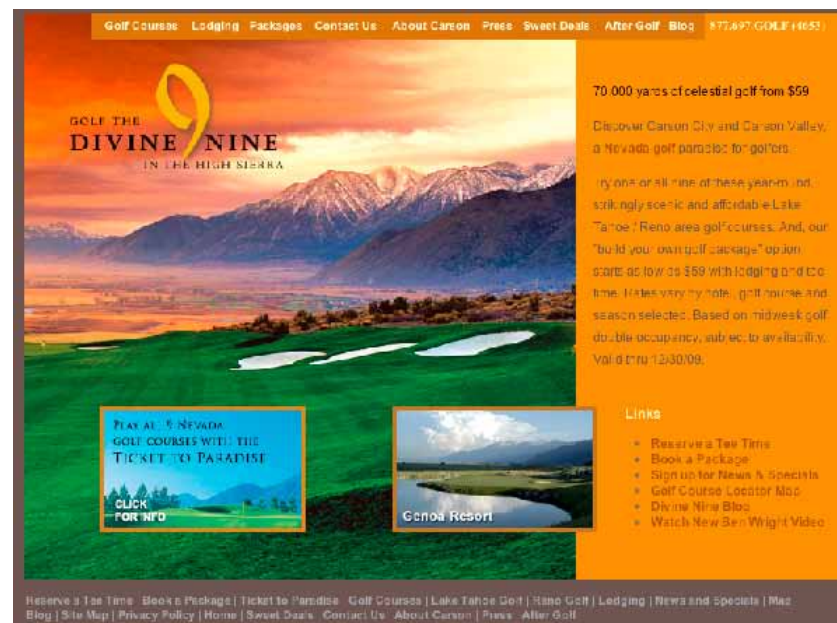 Golf Courses Lodging Packages Contact Us About Carson Press Sweet Deals After Golf Blog 877.697.GOLF (4653)
GOLF THE
DIVINE 9 NINE
IN THE HIGH SIERRA
70,000 yards of celestial golf from $59
Discover Carson City and Carson Valley,
a Nevada golf paradise for golfers.
Try one or all nine of these year-round,
strikingly scenic and affordable Lake
Tahoe / Reno area golf courses. And, our
"build your own golf package" option
starts as low as $59 with lodging and tee
time. Rates vary by hotel, golf course and
season selected. Based on midweek golf,
double occupancy, subject to availability.
Valid thru 12/30/09.
PLAY ALL 9 NEVADA
GOLF COURSES WITH THE
TICKET TO PARADISE
CLICK
FOR INFO
Genoa Resort
Links
Reserve a Tee Time
Book a Package
Sign up for News & Specials
Golf Course Locator Map
Divine Nine Blog
Watch New Ben Wright Video
Reserve a Tee Time Book a Package | Ticket to Paradise Golf Courses | Lake Tahoe Golf | Reno Golf | Lodging | News and Specials | Map
Blog | Site Map | Privacy Policy | Home | Sweet Deals Contact Us About Carson | Press After Golf